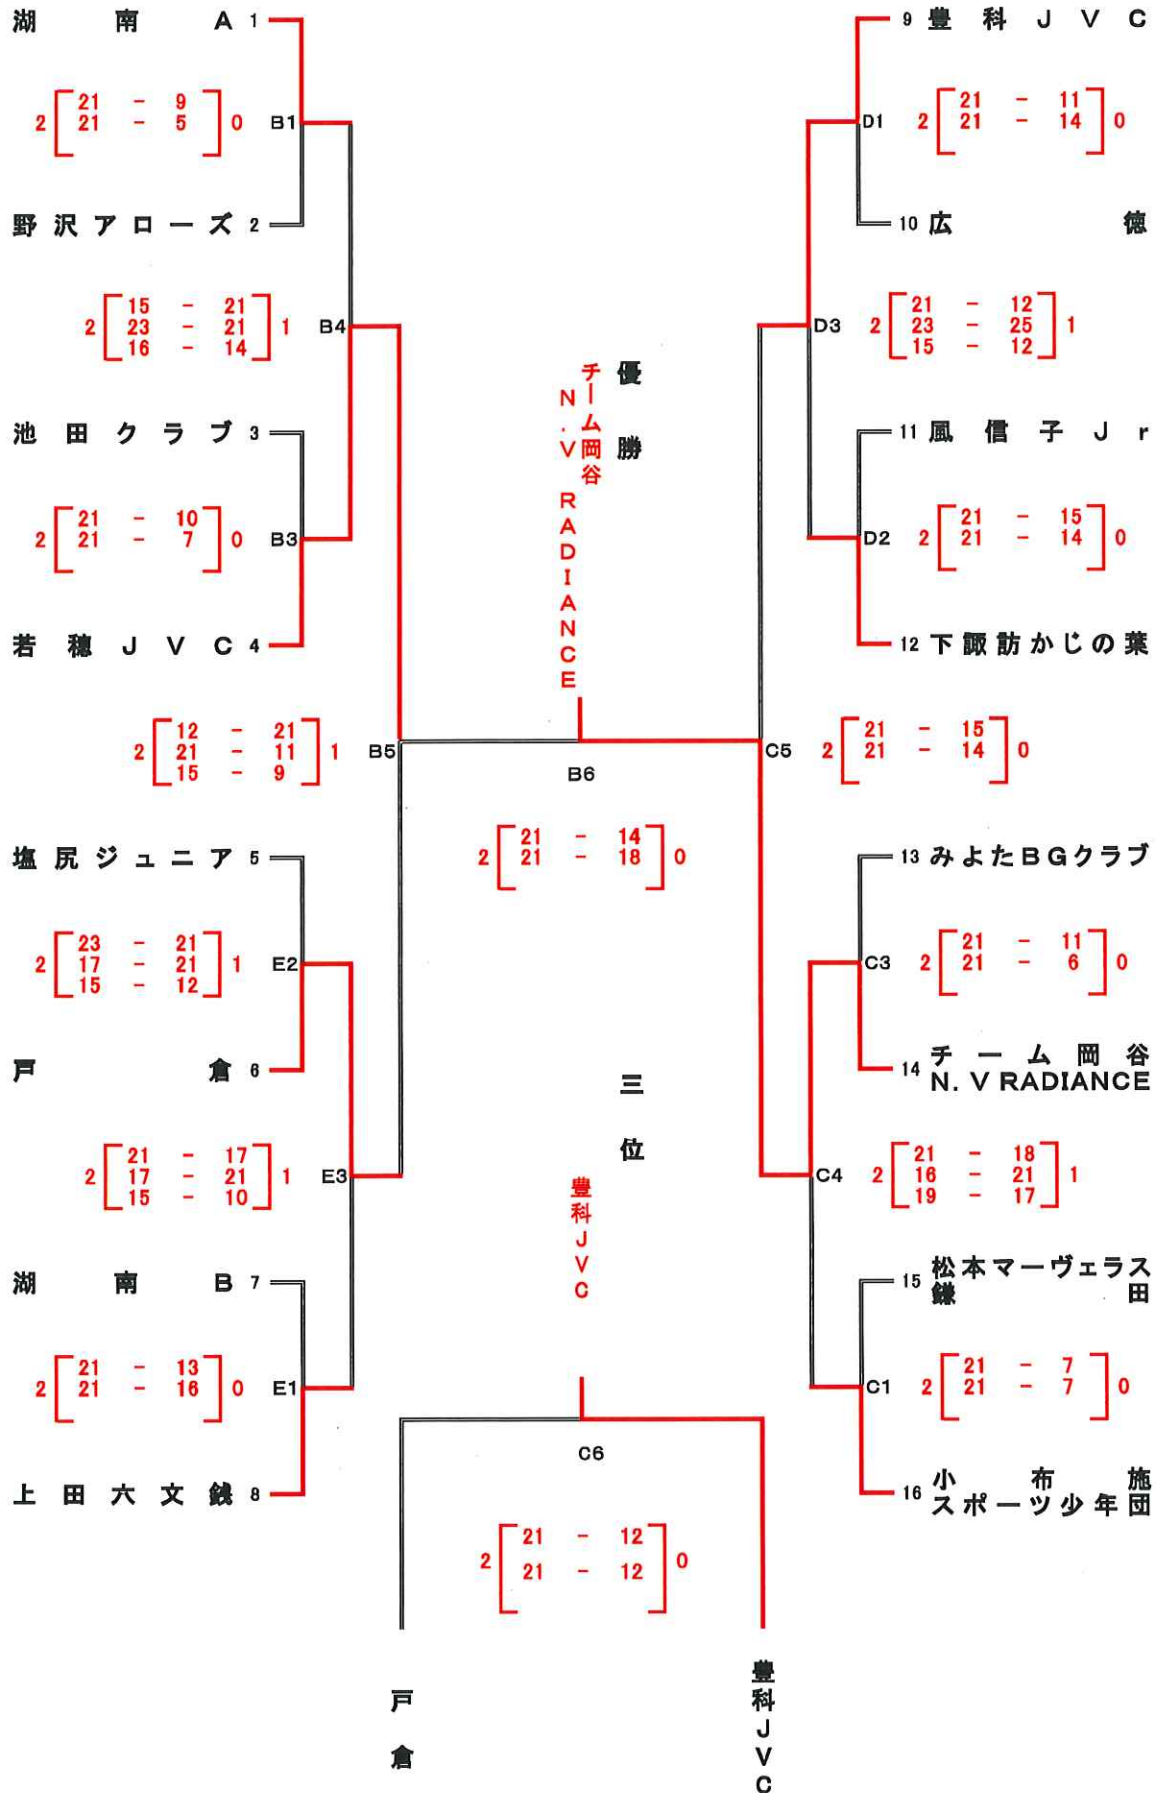 湖南A 1
2 [21 - 9] 0
21 - 5
B1
野沢アローズ 2
2 [15 - 21] 1
23 - 21
16 - 14
B4
池田クラブ 3
2 [21 - 10] 0
21 - 7
B3
若穂JVC 4
2 [12 - 21] 1
21 - 11
15 - 9
B5
塩尻ジュニア 5
2 [23 - 21] 1
17 - 21
15 - 12
E2
戸倉 6
2 [21 - 17] 1
17 - 21
15 - 10
E3
湖南B 7
2 [21 - 13] 0
21 - 16
E1
上田六文銭 8
優勝
チーム岡谷
N.V RADIANCE
B6
2 [21 - 14] 0
21 - 18
三位
豊科JVC
C6
2 [21 - 12] 0
21 - 12
戸倉
豊科JVC
9 豊科JVC
D1
2 [21 - 11] 0
21 - 14
10 広徳
D3
2 [21 - 12] 1
23 - 25
15 - 12
11 風信子Jr
D2
2 [21 - 15] 0
21 - 14
12 下諏訪かじの葉
C5
2 [21 - 15] 0
21 - 14
13 みよたBGクラブ
C3
2 [21 - 11] 0
21 - 6
14 チーム岡谷
N.V RADIANCE
C4
2 [21 - 18] 1
16 - 21
19 - 17
15 松本マーヴェラス
鎌田
C1
2 [21 - 7] 0
21 - 7
16 小布施
スポーツ少年団